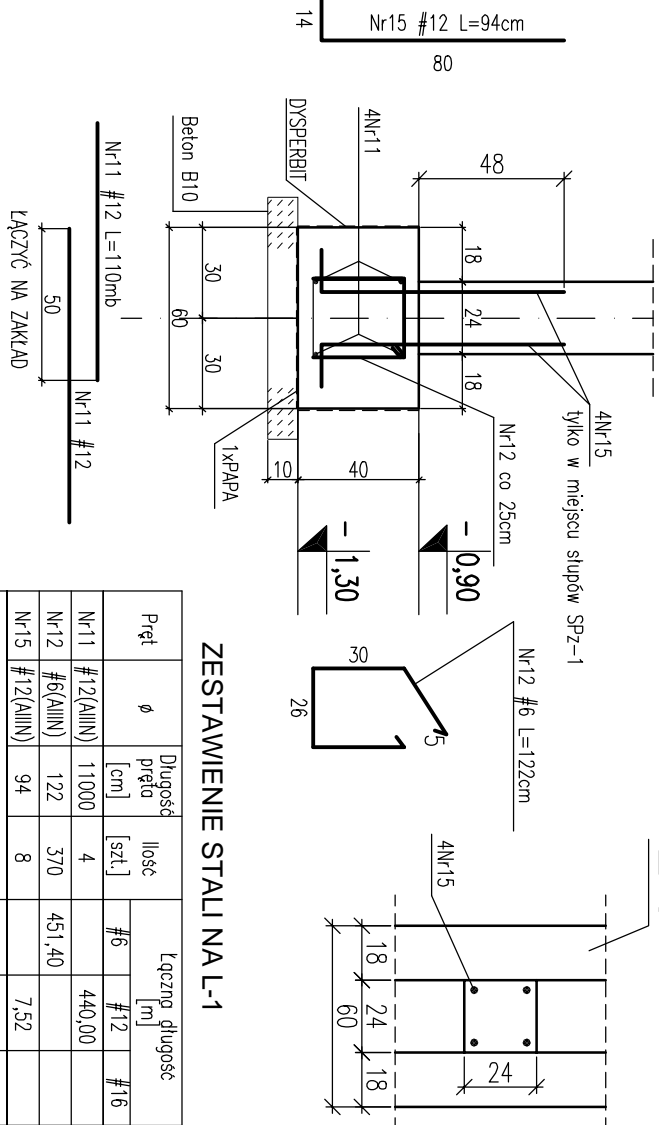 14
Nr15 #12 L=94cm
80
4Nr11
DYSPERBIT
Beton B10
48
18
24
18
30
60
30
4Nr15
tylko w miejscu słupów SPz-1
Nr12 co 25cm
1xPAPA
10
40
- 0,90
- 1,30
Nr11 #12 L=110mb
50
Nr11 #12
ŁĄCZYĆ NA ZAKŁAD
Nr12 #6 L=122cm
30
26
5
4Nr15
18
24
18
60
24
ZESTAWIENIE STALI NA L-1
Pręt ø Długość pręta [cm] Ilość [szt.] Łączna długość [m]
#6 #12 #16
Nr11 #12(AIIIN) 11000 4 440,00
Nr12 #6(AIIIN) 122 370 451,40
Nr15 #12(AIIIN) 94 8 7,52